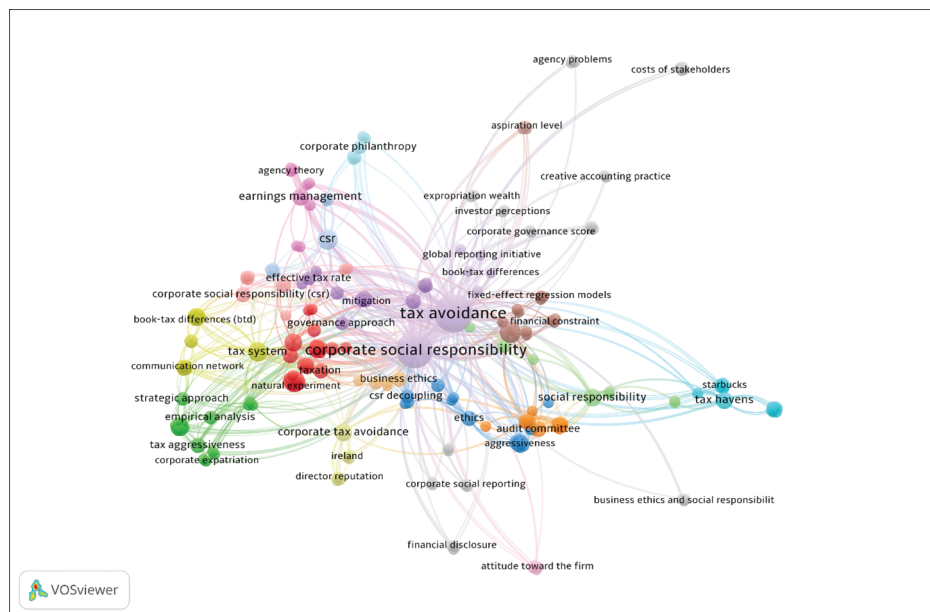 agency problems
costs of stakeholders
aspiration level
corporate philanthropy
agency theory
creative accounting practice
earnings management
expropriation wealth
investor perceptions
corporate governance score
csr
global reporting initiative
book-tax differences
effective tax rate
corporate social responsibility (csr)
mitigation
fixed-effect regression models
tax avoidance
book-tax differences (btd)
governance approach
financial constraint
tax system
corporate social responsibility
communication network
taxation
natural experiment
business ethics
starbucks
strategic approach
csr decoupling
social responsibility
tax havens
empirical analysis
ethics
corporate tax avoidance
audit committee
tax aggressiveness
aggressiveness
corporate expatriation
ireland
director reputation
corporate social reporting
business ethics and social responsibilit
financial disclosure
attitude toward the firm
VOSviewer